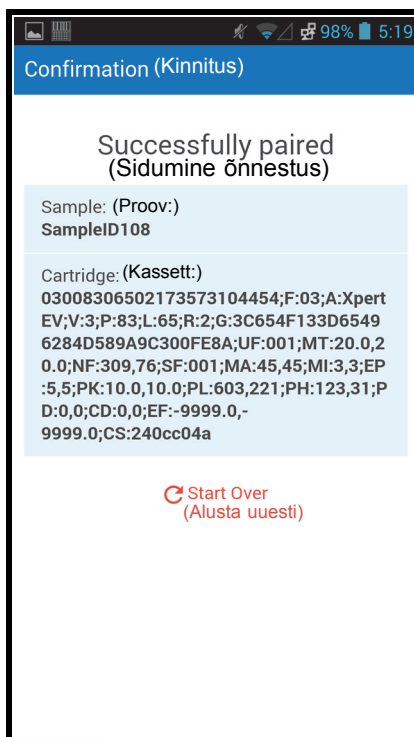 98% 5:19
Confirmation (Kinnitus)
Successfully paired
(Sidumine õnnestus)
Sample: (Proov:)
SampleID108
Cartridge: (Kassett:)
03008306502173573104454;F:03;A:Xpert
EV;V:3;P:83;L:65;R:2;G:3C654F133D6549
6284D589A9C300FE8A;UF:001;MT:20.0,2
0.0;NF:309,76;SF:001;MA:45,45;MI:3,3;EP
:5,5;PK:10.0,10.0;PL:603,221;PH:123,31;P
D:0,0;CD:0,0;EF:-9999.0,-
9999.0;CS:240cc04a
Start Over
(Alusta uuesti)